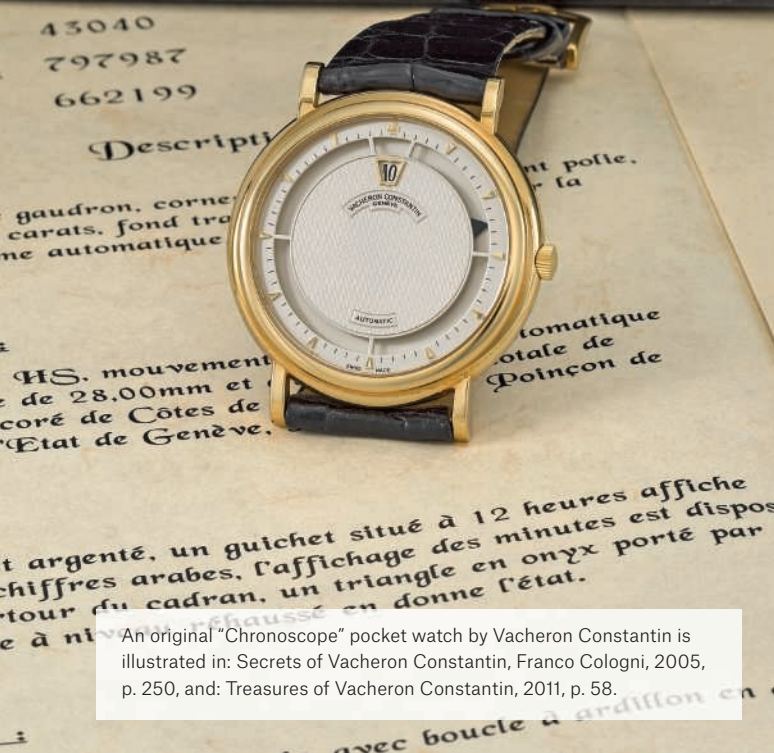 43040
797987
662199
Descripti
nt polie,
gaudron, corne
r la
carats, fond tra
me automatique
10
VACHERON CONSTANTIN
GENÈVE
AUTOMATIC
SWISS MADE
HS, mouvement
tomatique
e de 28,00mm et
otale de
coré de Côtes de
Poinçon de
l'Etat de Genève.
t argenté, un guichet situé à 12 heures affiche
chiffres arabes, l'affichage des minutes est dispos
rtour du cadran, un triangle en onyx porté par
e à niveau réhaussé en donne l'état.
An original “Chronoscope” pocket watch by Vacheron Constantin is
illustrated in: Secrets of Vacheron Constantin, Franco Cologni, 2005,
p. 250, and: Treasures of Vacheron Constantin, 2011, p. 58.
avec boucle à ardillon en